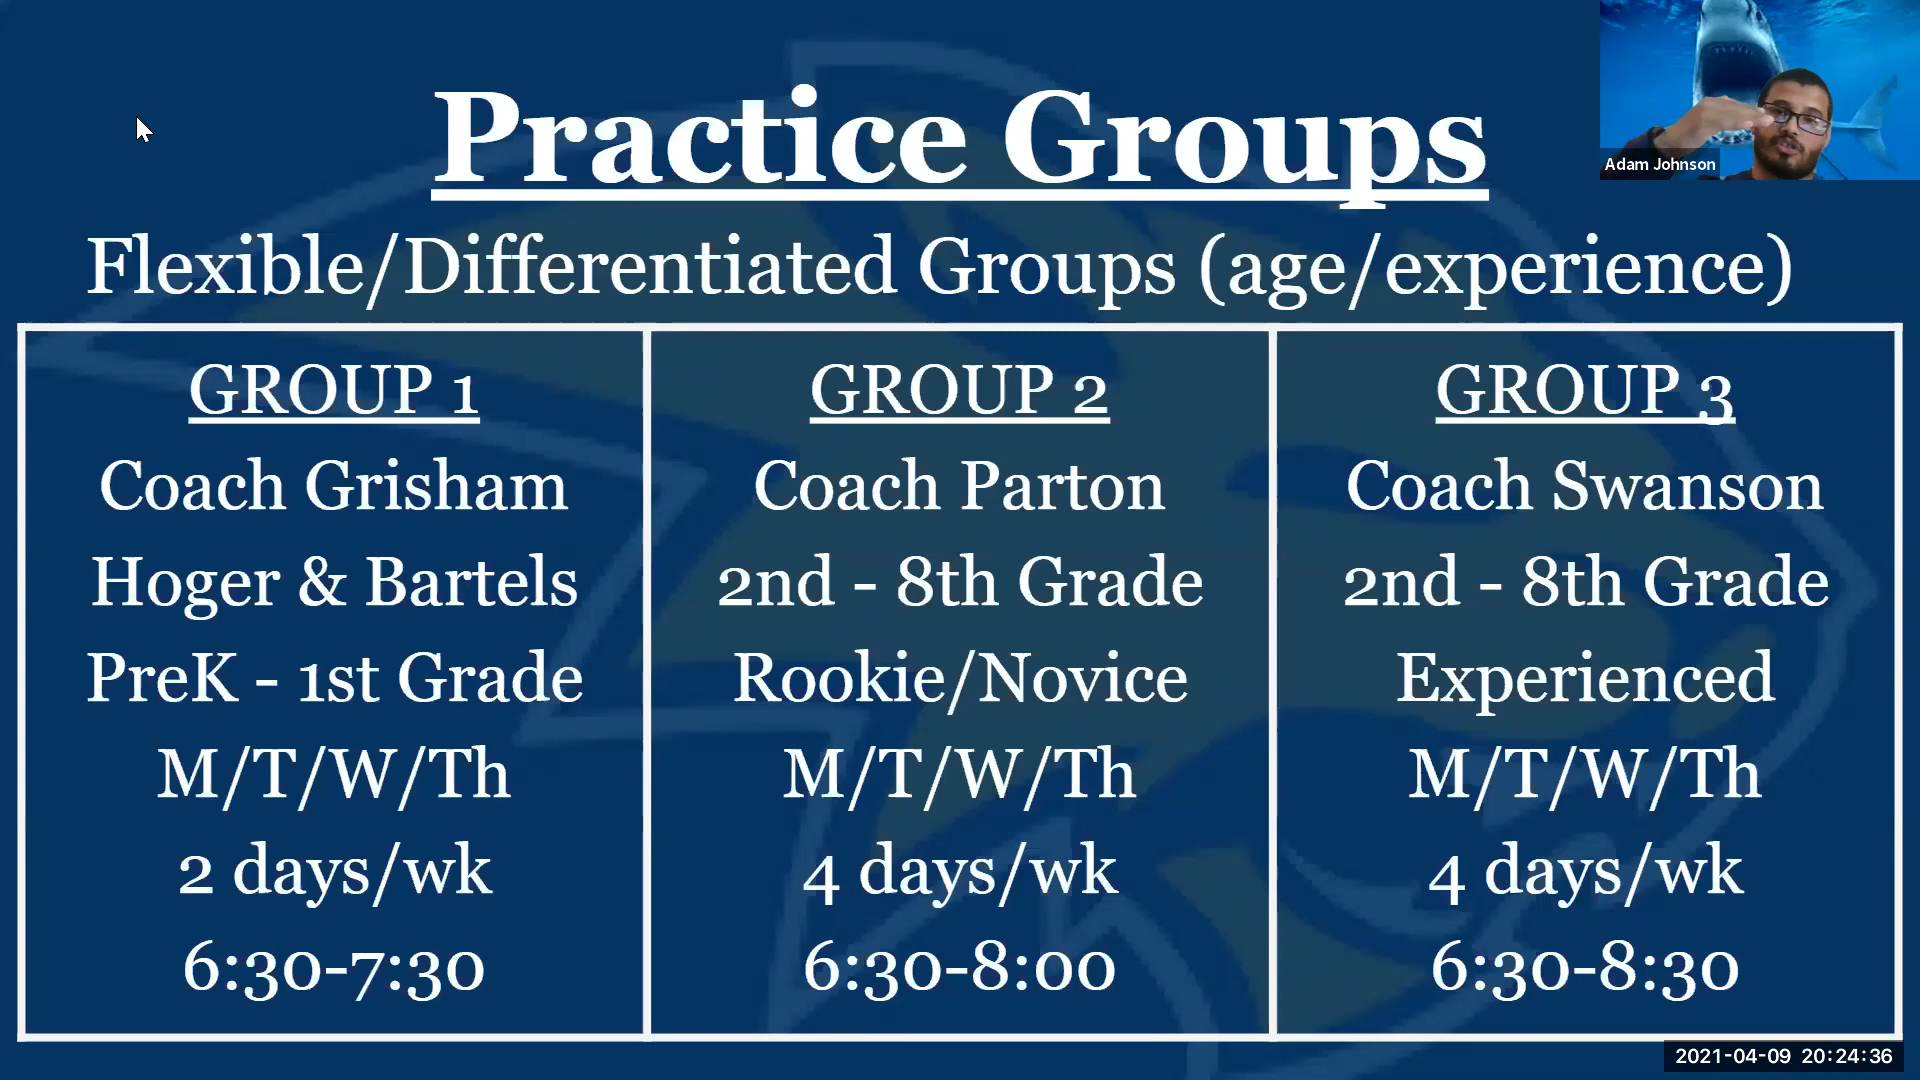 Practice Groups
Adam Johnson
Flexible/Differentiated Groups (age/experience)
GROUP 1
Coach Grisham
Hoger & Bartels
PreK - 1st Grade
M/T/W/Th
2 days/wk
6:30-7:30
GROUP 2
Coach Parton
2nd - 8th Grade
Rookie/Novice
M/T/W/Th
4 days/wk
6:30-8:00
GROUP 3
Coach Swanson
2nd - 8th Grade
Experienced
M/T/W/Th
4 days/wk
6:30-8:30
2021-04-09 20:24:36